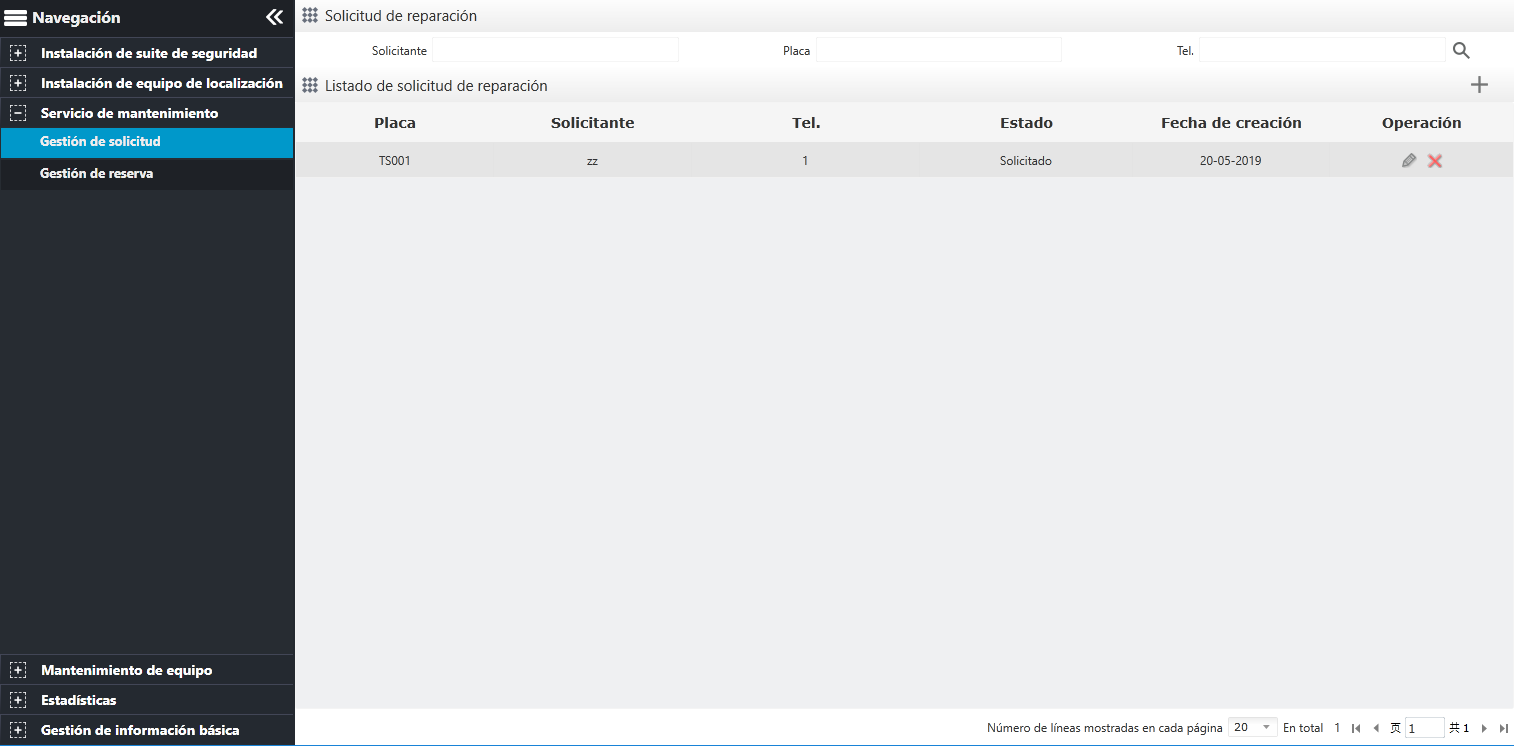 Navegación
Instalación de suite de seguridad
Instalación de equipo de localización
Servicio de mantenimiento
Gestión de solicitud
Gestión de reserva
Mantenimiento de equipo
Estadísticas
Gestión de información básica
Solicitud de reparación
Solicitante Placa Tel.
Listado de solicitud de reparación
Placa Solicitante Tel. Estado Fecha de creación Operación
TS001 zz 1 Solicitado 20-05-2019
Número de líneas mostradas en cada página 20 En total 1 页 1 共 1